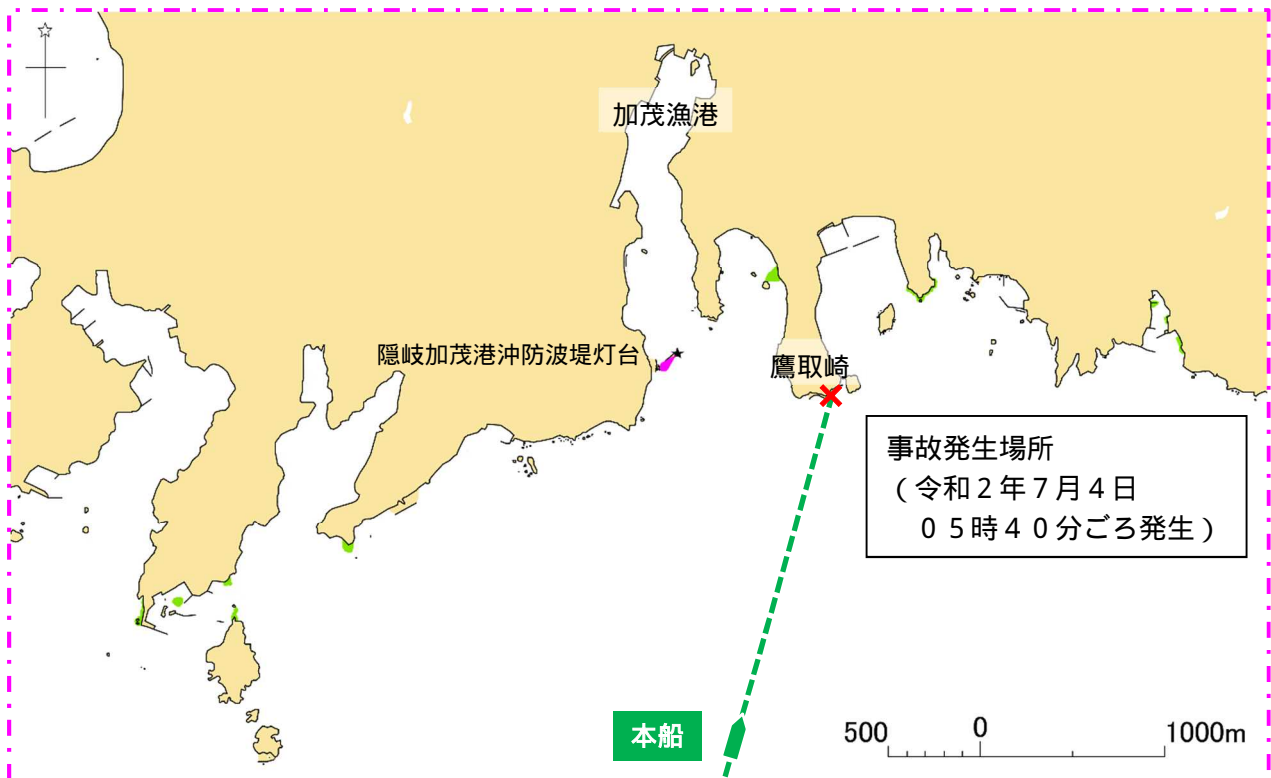 加茂漁港
隠岐加茂港沖防波堤灯台
鷹取崎
事故発生場所
（令和２年７月４日
０５時４０分ごろ発生）
本船
500 0 1000m